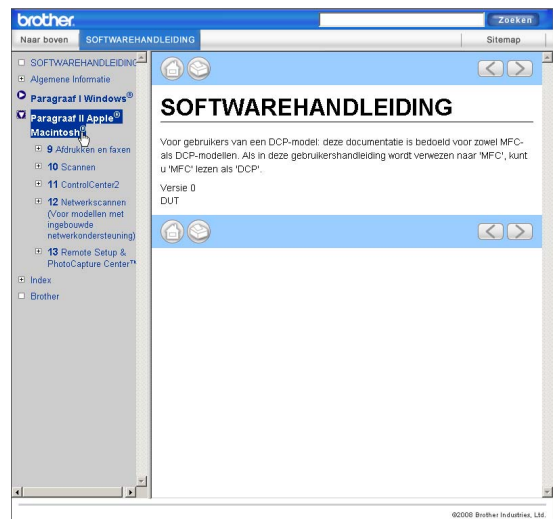 brother.
Zoeken
Naar boven
SOFTWAREHANDLEIDING
Sitemap
SOFTWAREHANDLEIDING
Algemene Informatie
Paragraaf I Windows®
Paragraaf II Apple®
Macintosh®
9 Afdrukken en faxen
10 Scannen
11 ControlCenter2
12 Netwerkscannen
(Voor modellen met
ingebouwde
netwerkondersteuning)
13 Remote Setup &
PhotoCapture Center™
Index
Brother
SOFTWAREHANDLEIDING
Voor gebruikers van een DCP-model: deze documentatie is bedoeld voor zowel MFC-
als DCP-modellen. Als in deze gebruikershandleiding wordt verwezen naar 'MFC', kunt
u 'MFC' lezen als 'DCP'.
Versie 0
DUT
©2008 Brother Industries, Ltd.